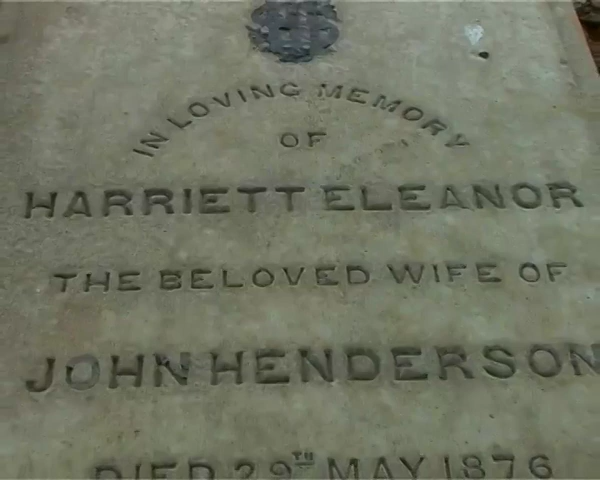 IN LOVING MEMORY
OF
HARRIETT ELEANOR
THE BELOVED WIFE OF
JOHN HENDERSON
DIED 29TH MAY 1876